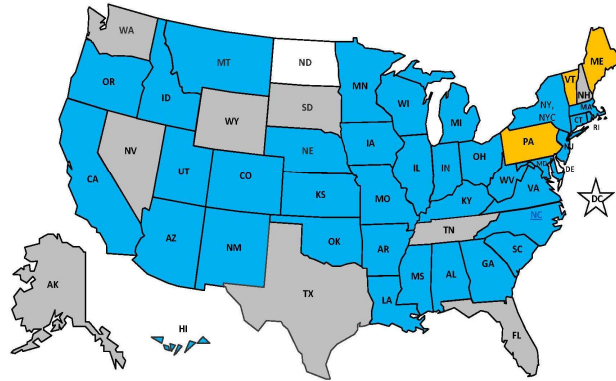 WA
MT
ND
MN
ME
VT
NH
OR
ID
SD
WI
MI
NY,
NYC
MA
CT
RI
WY
NE
IA
PA
NJ
NV
UT
CO
IL
IN
OH
MD
DE
WV
VA
CA
KS
MO
KY
DC
NC
TN
AZ
NM
OK
AR
SC
MS
AL
GA
TX
LA
AK
HI
FL